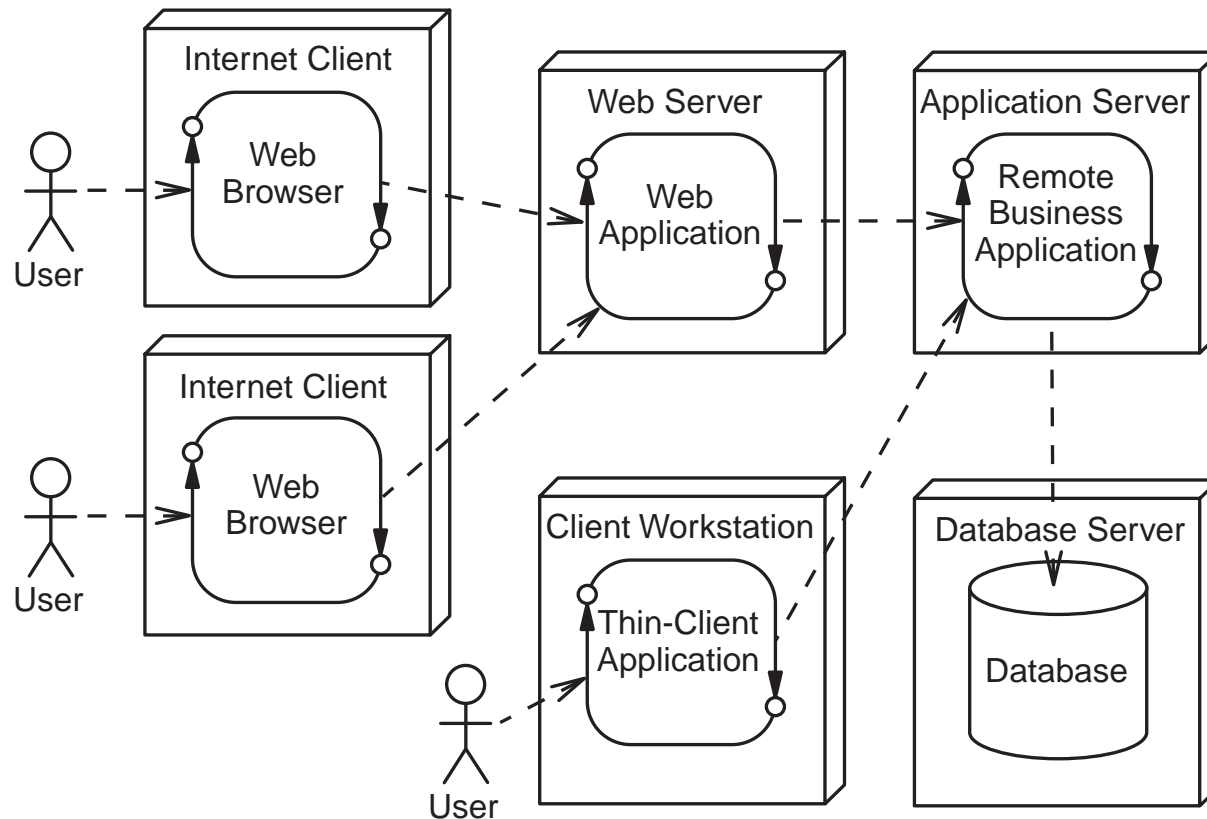 Internet Client
Web
Browser
User
Web Server
Web
Application
Application Server
Remote
Business
Application
Internet Client
Web
Browser
User
Client Workstation
Thin-Client
Application
User
Database Server
Database